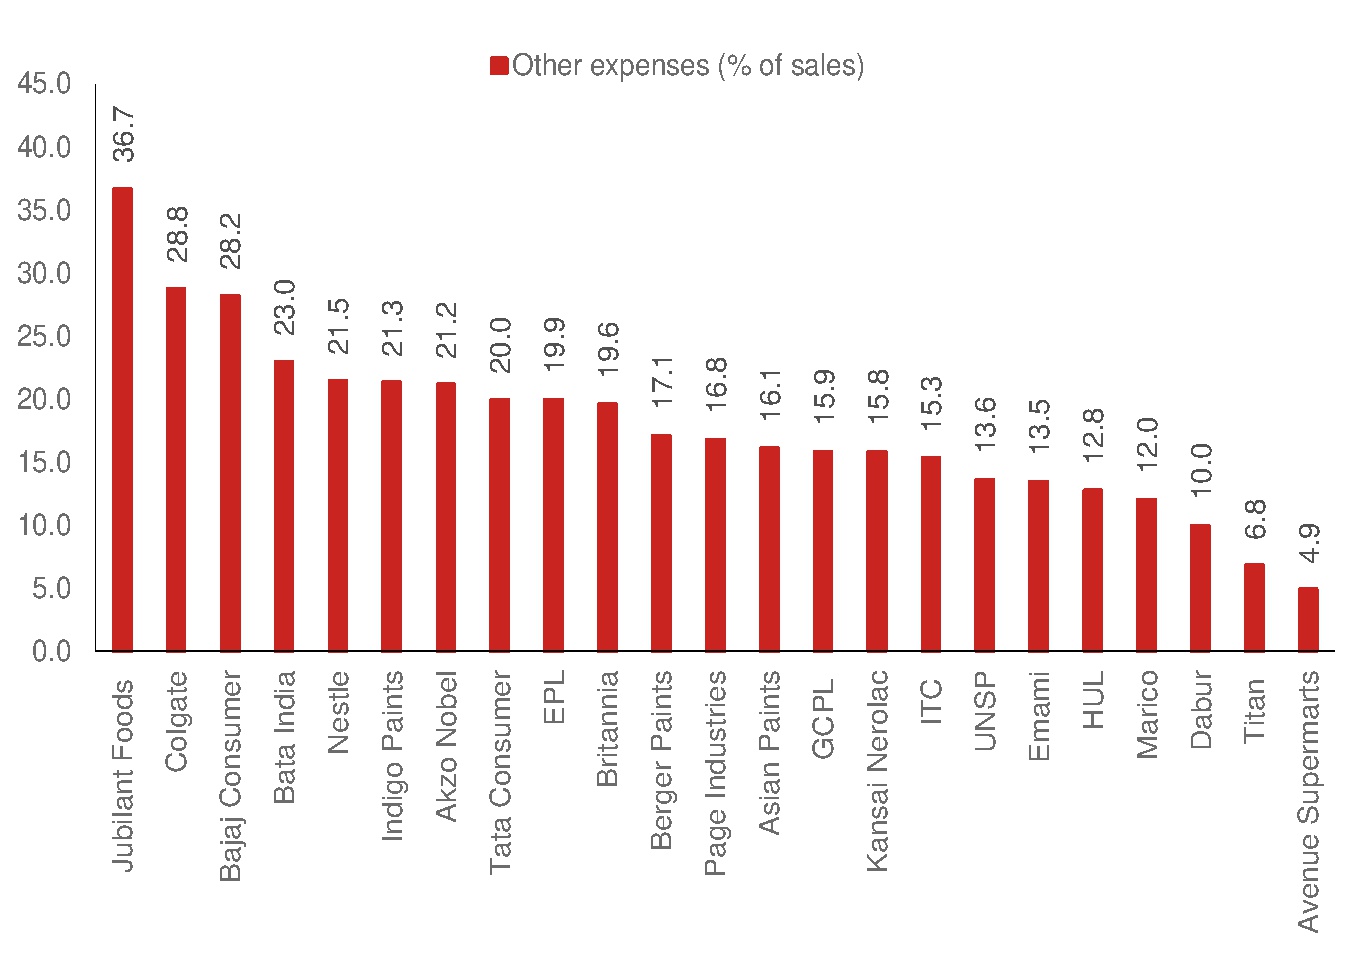 Other expenses (% of sales)
45.0
40.0
35.0
30.0
25.0
20.0
15.0
10.0
5.0
0.0
36.7
28.8
28.2
23.0
21.5
21.3
21.2
20.0
19.9
19.6
17.1
16.8
16.1
15.9
15.8
15.3
13.6
13.5
12.8
12.0
10.0
6.8
4.9
Jubilant Foods
Colgate
Bajaj Consumer
Bata India
Nestle
Indigo Paints
Akzo Nobel
Tata Consumer
EPL
Britannia
Berger Paints
Page Industries
Asian Paints
GCPL
Kansai Nerolac
ITC
UNSP
Emami
HUL
Marico
Dabur
Titan
Avenue Supermarts